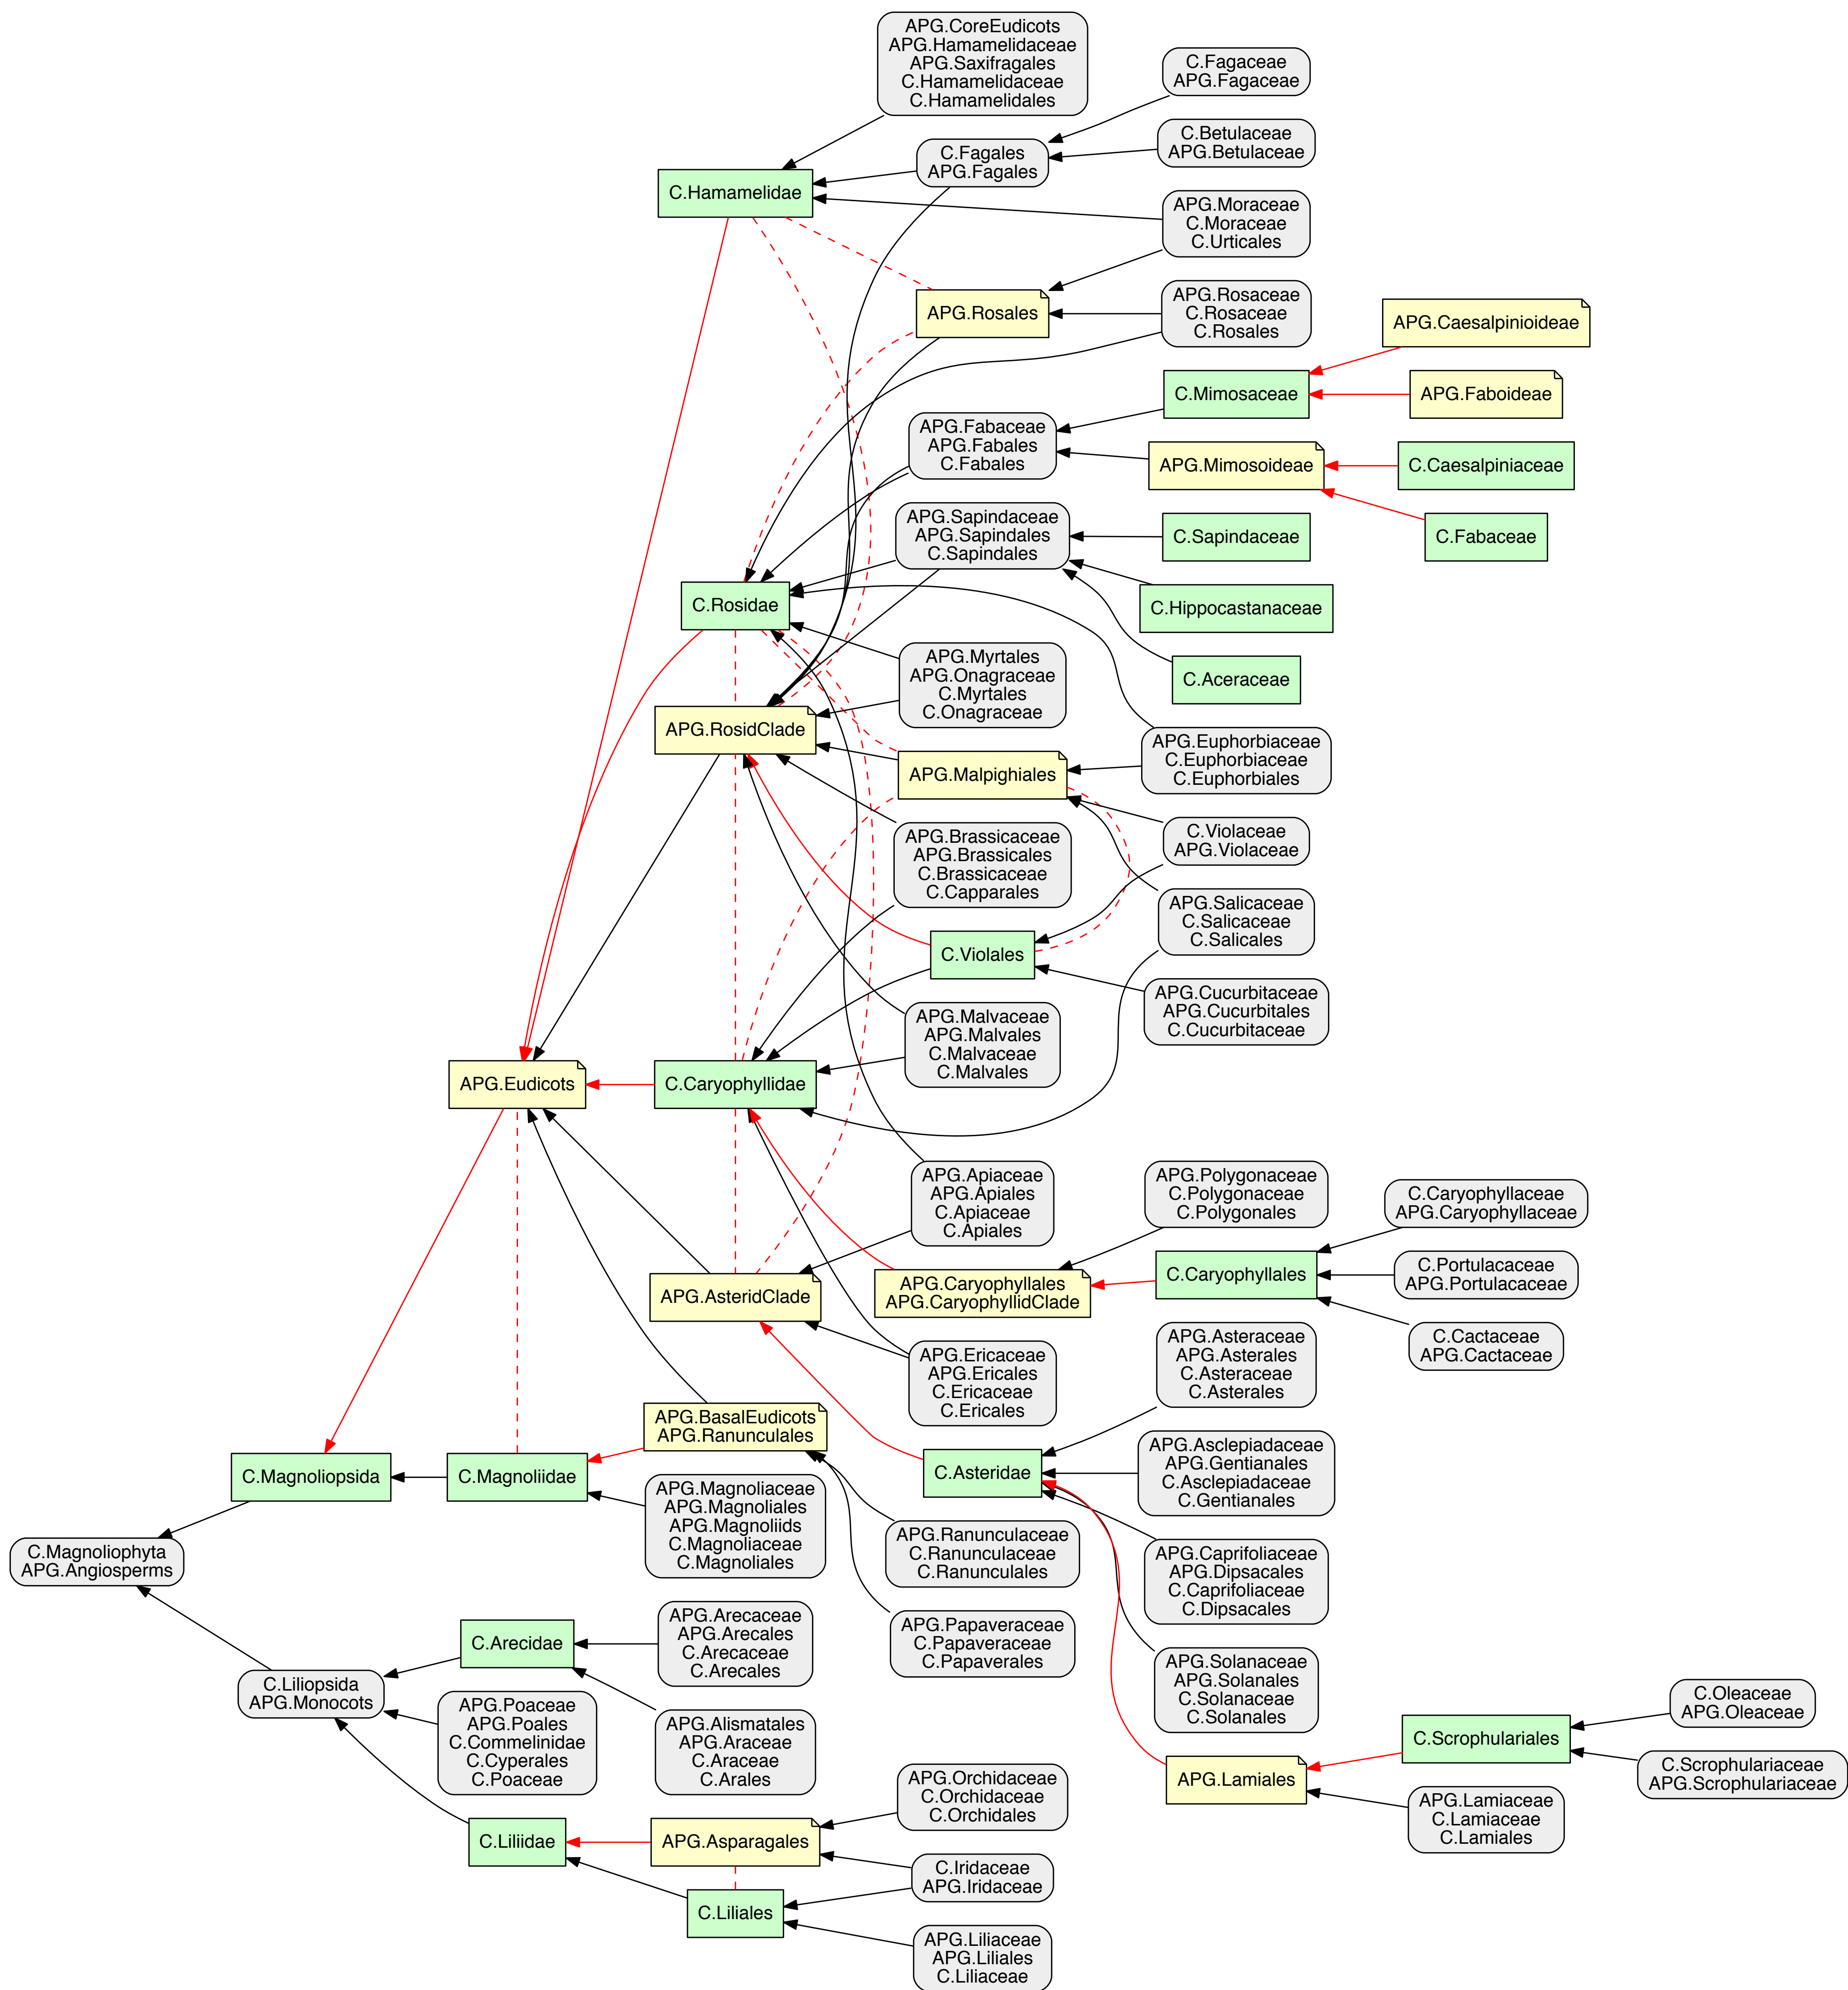 APG.CoreEudicots
APG.Hamamelidaceae
APG.Saxifragales
C.Hamamelidaceae
C.Hamamelidales
C.Fagaceae
APG.Fagaceae
C.Betulaceae
APG.Betulaceae
C.Fagales
APG.Fagales
C.Hamamelidae
APG.Moraceae
C.Moraceae
C.Urticales
APG.Rosales
APG.Rosaceae
C.Rosaceae
C.Rosales
APG.Caesalpinioideae
C.Mimosaceae
APG.Faboideae
APG.Fabaceae
APG.Fabales
C.Fabales
APG.Mimosoideae
C.Caesalpiniaceae
APG.Sapindaceae
APG.Sapindales
C.Sapindales
C.Sapindaceae
C.Fabaceae
C.Rosidae
C.Hippocastanaceae
APG.Myrtales
APG.Onagraceae
C.Myrtales
C.Onagraceae
C.Aceraceae
APG.RosidClade
APG.Malpighiales
APG.Euphorbiaceae
C.Euphorbiaceae
C.Euphorbiales
APG.Brassicaceae
APG.Brassicales
C.Brassicaceae
C.Capparales
C.Violaceae
APG.Violaceae
APG.Salicaceae
C.Salicaceae
C.Salicales
C.Violales
APG.Cucurbitaceae
APG.Cucurbitales
C.Cucurbitaceae
APG.Malvaceae
APG.Malvales
C.Malvaceae
C.Malvales
APG.Eudicots
C.Caryophyllidae
APG.Apiaceae
APG.Apiales
C.Apiaceae
C.Apiales
APG.Polygonaceae
C.Polygonaceae
C.Polygonales
C.Caryophyllaceae
APG.Caryophyllaceae
APG.AsteridClade
APG.Caryophyllales
APG.CaryophyllidClade
C.Caryophyllales
C.Portulacaceae
APG.Portulacaceae
C.Cactaceae
APG.Cactaceae
APG.Ericaceae
APG.Ericales
C.Ericaceae
C.Ericales
APG.Asteraceae
APG.Asterales
C.Asteraceae
C.Asterales
APG.BasalEudicots
APG.Ranunculales
C.Magnoliopsida
C.Magnoliidae
C.Asteridae
APG.Asclepiadaceae
APG.Gentianales
C.Asclepiadaceae
C.Gentianales
APG.Magnoliaceae
APG.Magnoliales
APG.Magnoliids
C.Magnoliaceae
C.Magnoliales
APG.Ranunculaceae
C.Ranunculaceae
C.Ranunculales
C.Magnoliophyta
APG.Angiosperms
APG.Caprifoliaceae
APG.Dipsacales
C.Caprifoliaceae
C.Dipsacales
C.Arecidae
APG.Arecaceae
APG.Arecales
C.Arecaceae
C.Arecales
APG.Papaveraceae
C.Papaveraceae
C.Papaverales
C.Liliopsida
APG.Monocots
APG.Solanaceae
APG.Solanales
C.Solanaceae
C.Solanales
C.Oleaceae
APG.Oleaceae
APG.Poaceae
APG.Poales
C.Commelinidae
C.Cyperales
C.Poaceae
APG.Alismatales
APG.Araceae
C.Araceae
C.Arales
C.Scrophulariales
APG.Lamiales
C.Scrophulariaceae
APG.Scrophulariaceae
APG.Orchidaceae
C.Orchidaceae
C.Orchidales
APG.Lamiaceae
C.Lamiaceae
C.Lamiales
C.Liliidae
APG.Asparagales
C.Iridaceae
APG.Iridaceae
C.Liliales
APG.Liliaceae
APG.Liliales
C.Liliaceae